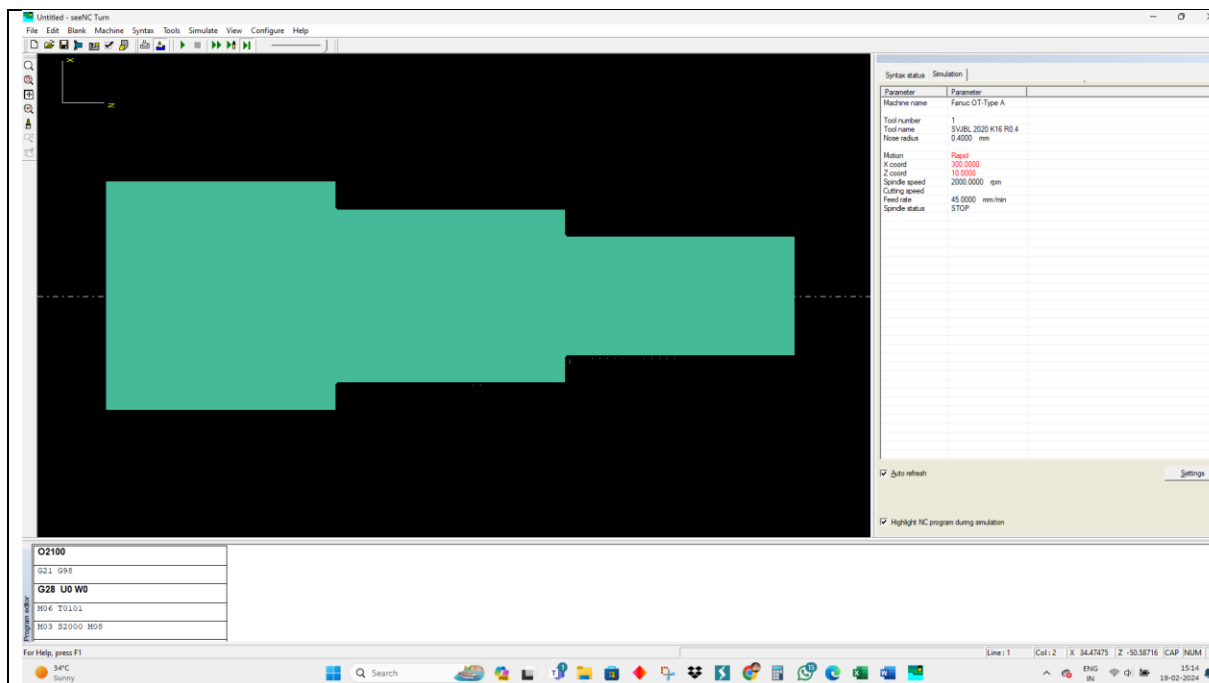 Untitled - seeNC Turn
File Edit Blank Machine Syntax Tools Simulate View Configure Help
X
Z
Syntax status Simulation
Parameter Parameter
Machine name Fanuc OT-Type A
Tool number 1
Tool name SVJBL 2020 K16 R0.4
Nose radius 0.4000 mm
Motion Rapid
X coord 300.0000
Z coord 10.0000
Spindle speed 2000.0000 rpm
Cutting speed
Feed rate 45.0000 mm/min
Spindle status STOP
Auto refresh
Settings
Highlight NC program during simulation
Program editor
O2100
G21 G98
G28 U0 W0
M06 T0101
M03 S2000 M08
For Help, press F1
Line: 1 Col: 2 X 34.47475 Z -50.58716 CAP NUM
34°C
Sunny
Search
ENG
IN
15:14
19-02-2024